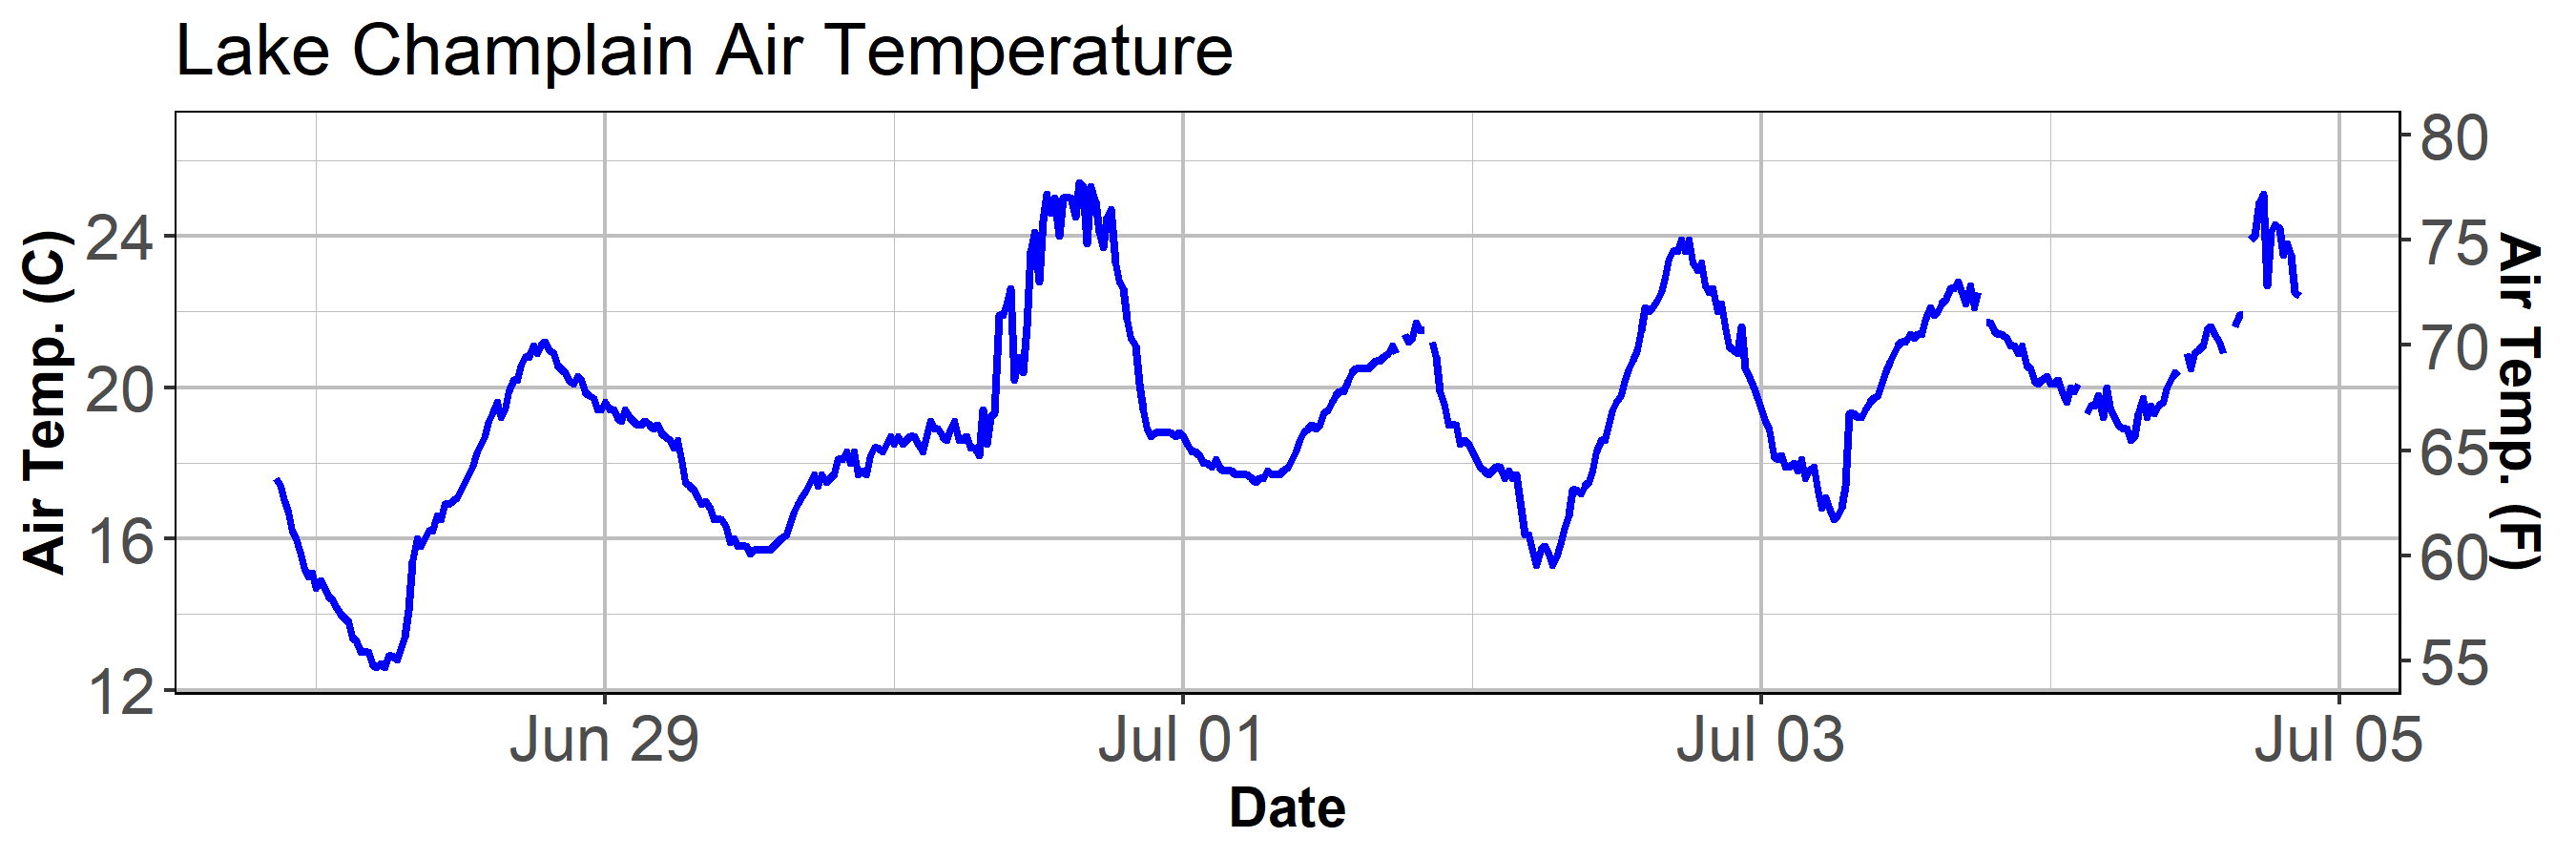 Lake Champlain Air Temperature
Air Temp. (C)
24
20
16
12
80
75
70
65
60
55
Air Temp. (F)
Jun 29
Jul 01
Jul 03
Jul 05
Date